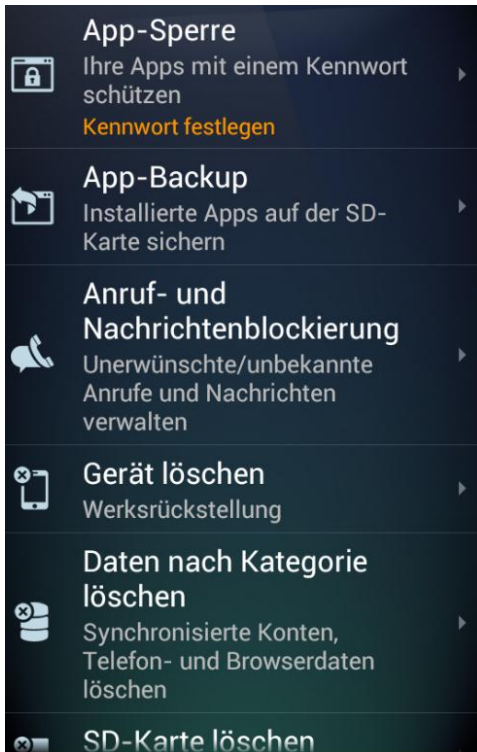 App-Sperre
Ihre Apps mit einem Kennwort
schützen
Kennwort festlegen
App-Backup
Installierte Apps auf der SD-
Karte sichern
Anruf- und
Nachrichtenblockierung
Unerwünschte/unbekannte
Anrufe und Nachrichten
verwalten
Gerät löschen
Werksrückstellung
Daten nach Kategorie
löschen
Synchronisierte Konten,
Telefon- und Browserdaten
löschen
SD-Karte löschen